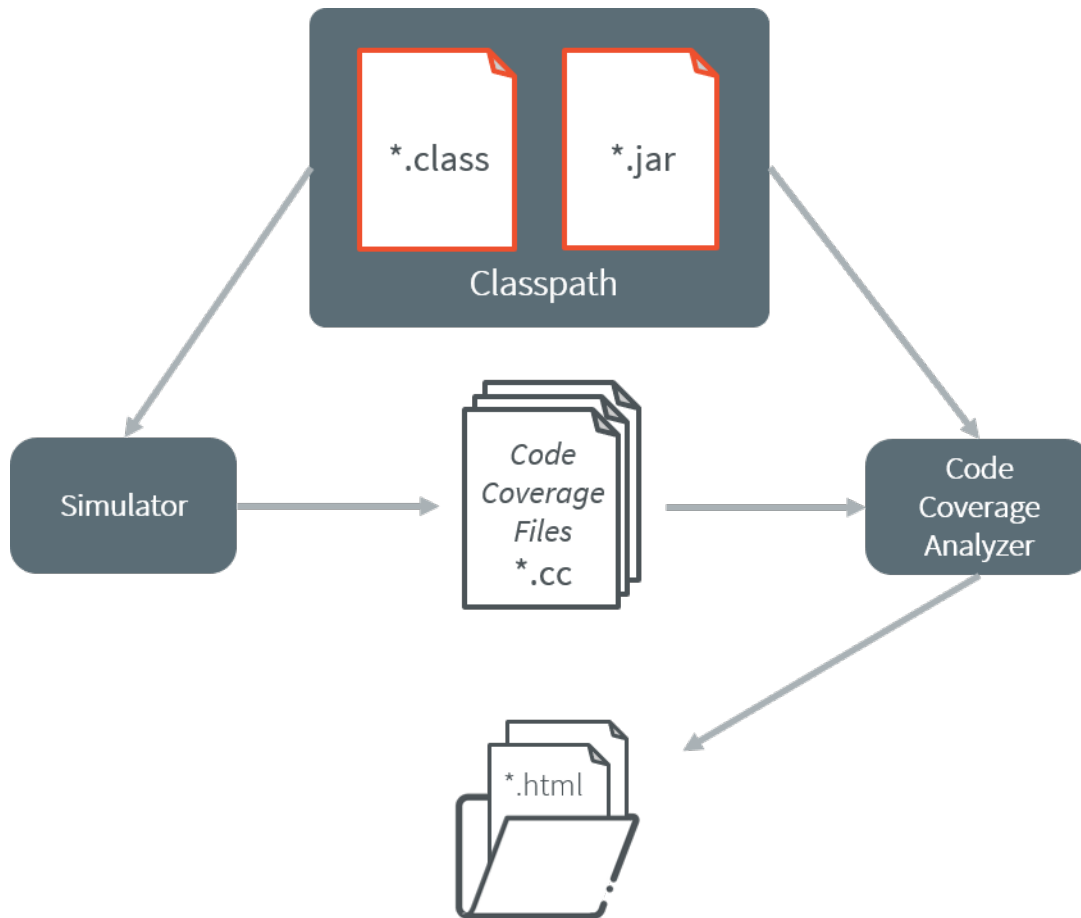 *.class
*.jar
Classpath
Simulator
Code
Coverage
Files
*.cc
Code
Coverage
Analyzer
*.html